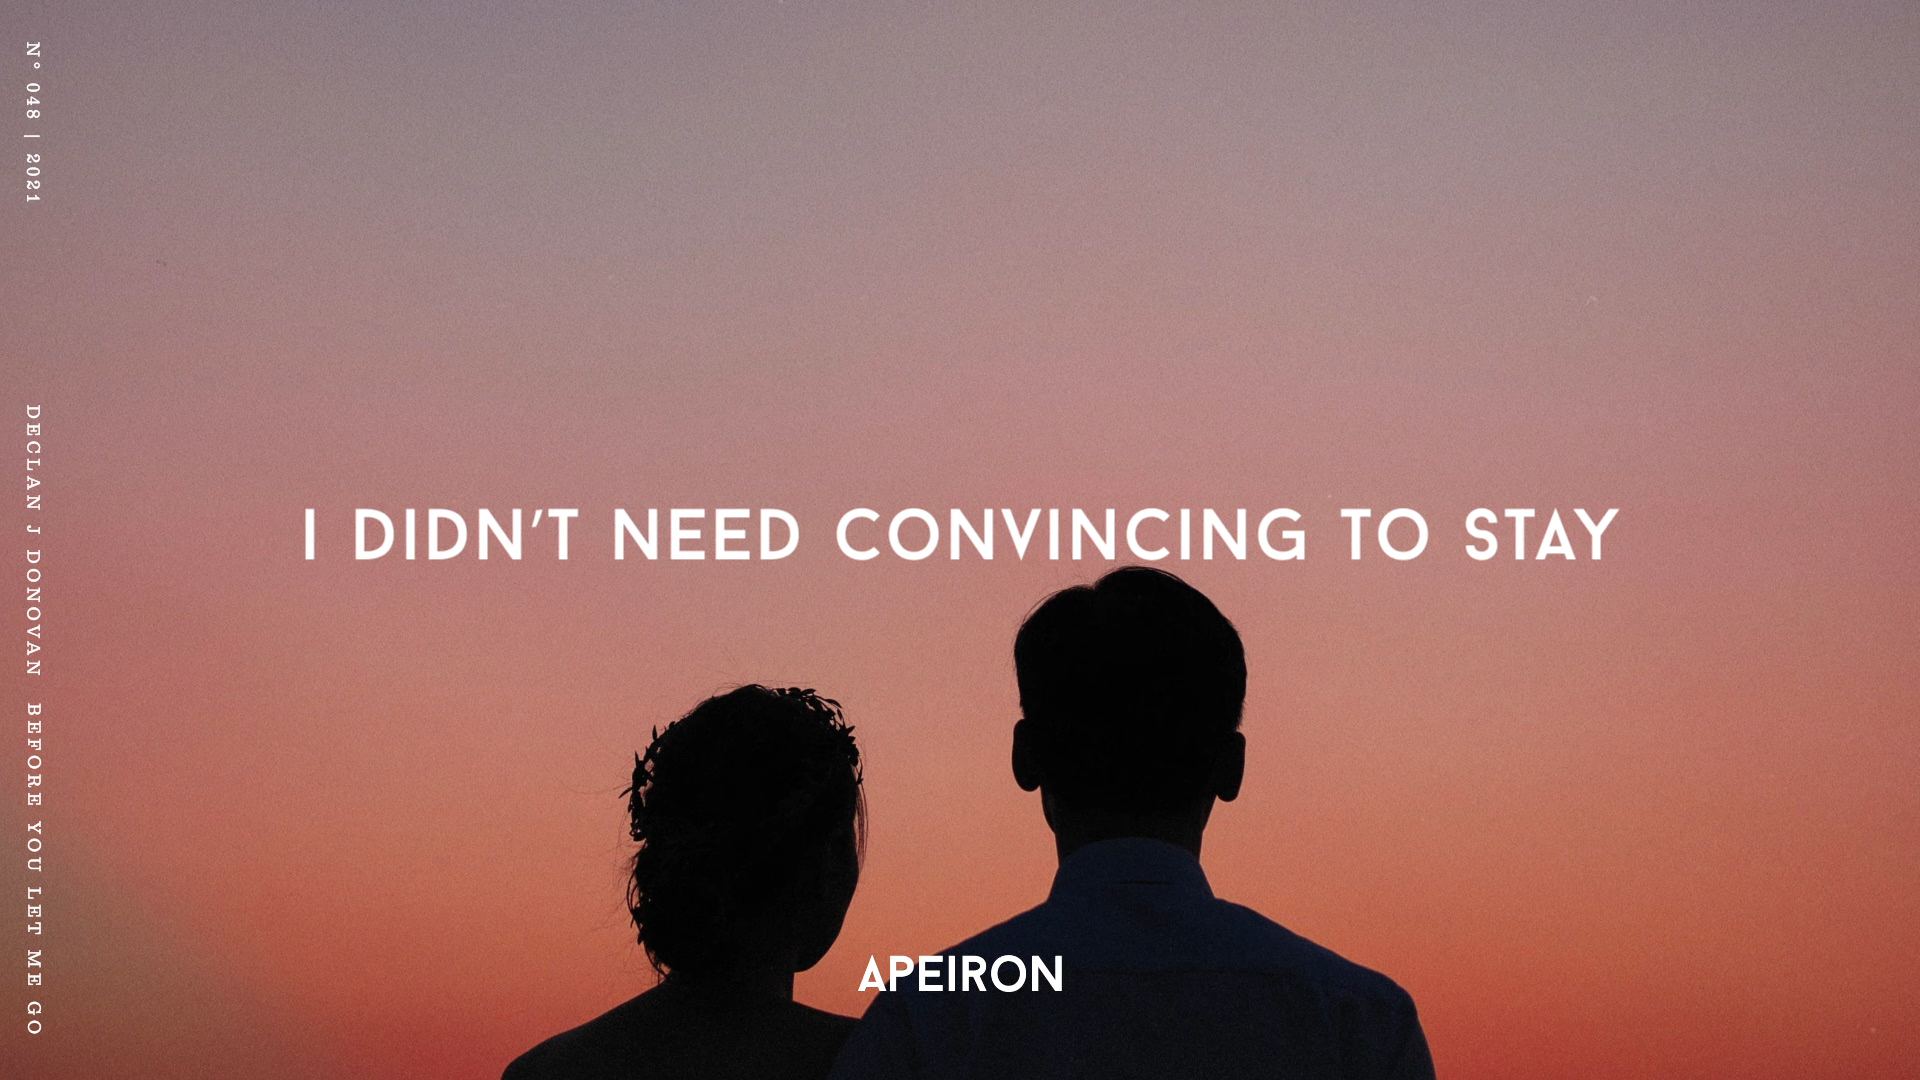 N° 048 | 2021
DECLAN J DONOVAN BEFORE YOU LET ME GO
I DIDN'T NEED CONVINCING TO STAY
APEIRON